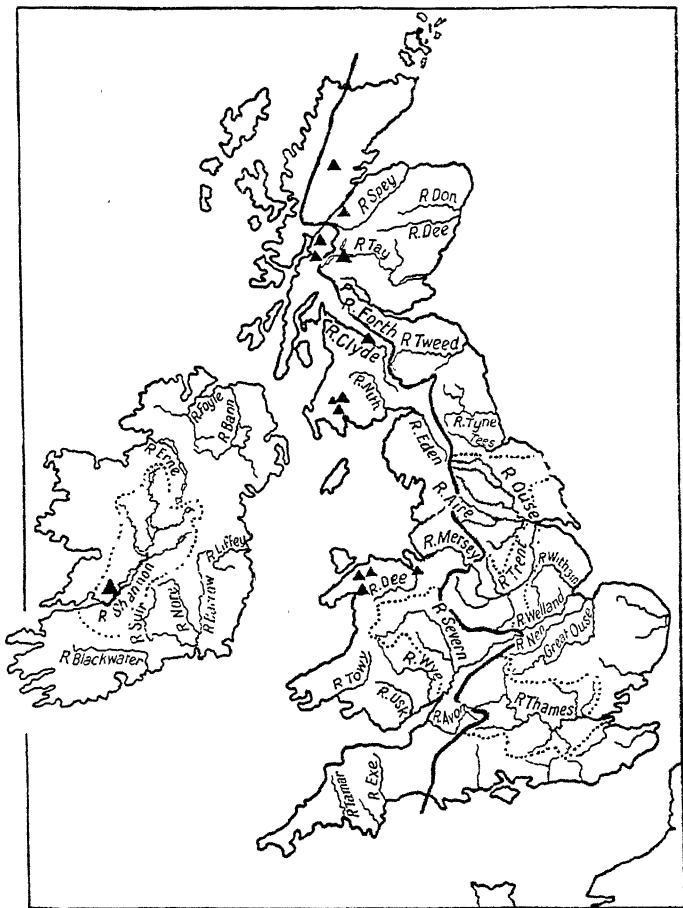 R Spey
R Don
R. Dee
R Tay
R. Forth
R Tweed
R. Clyde
R. Nith
R. Tyne
Tees
R. Eden
R. Ouse
R. Aire
R. Mersey
R. Trent
R Witham
R Welland
R. Nen
Great Ouse
R. Dee
R. Severn
R. Wye
R Towy
R. Usk
R. Avon
R Thames
R Tamar
R Exe
R. Foyle
R Bann
R Erne
R Liffey
R Shannon
R. Suir
R Nore
R Barrow
R Blackwater